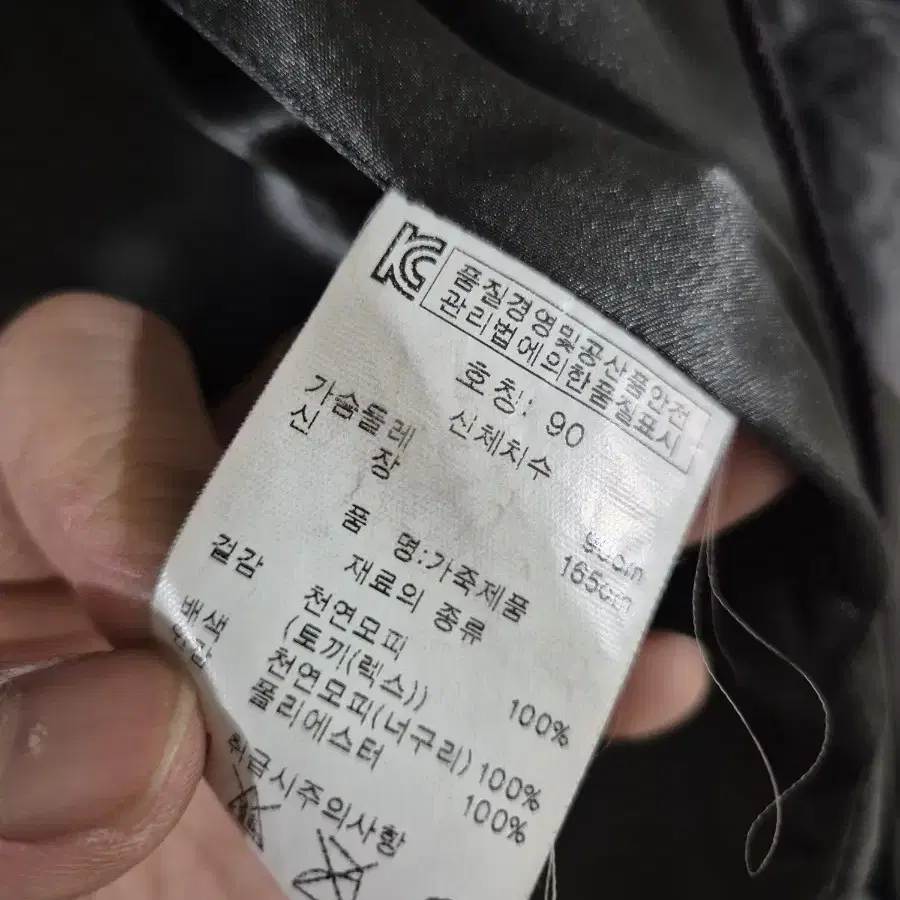 KC
품질경영및공산품안전
관리법에의한품질표시
호칭: 90
신체치수
가슴둘레
신 장 165cm
품 명:가죽제품
재료의 종류
겉감 천연모피
(토끼(렉스)) 100%
배색 천연모피(너구리) 100%
폴리에스터 100%
취급시주의사항